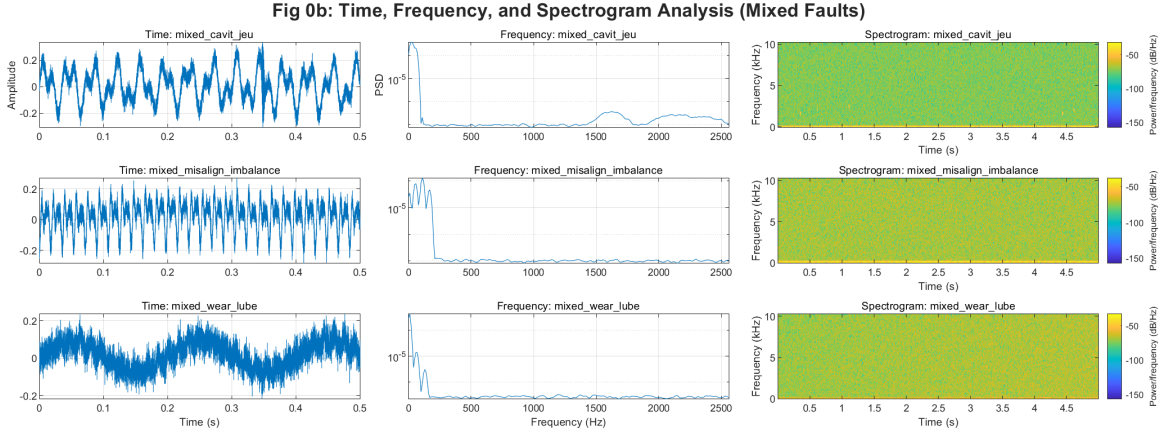 Fig 0b: Time, Frequency, and Spectrogram Analysis (Mixed Faults)
Time: mixed_cavit_jeu
Amplitude
0.2
0
-0.2
0 0.1 0.2 0.3 0.4 0.5
Frequency: mixed_cavit_jeu
PSD
10-5
0 500 1000 1500 2000 2500
Spectrogram: mixed_cavit_jeu
Frequency (kHz)
10
5
0
0.5 1 1.5 2 2.5 3 3.5 4 4.5
Time (s)
-50
-100
-150
Power/frequency (dB/Hz)
Time: mixed_misalign_imbalance
0.2
0
-0.2
0 0.1 0.2 0.3 0.4 0.5
Frequency: mixed_misalign_imbalance
10-5
0 500 1000 1500 2000 2500
Spectrogram: mixed_misalign_imbalance
Frequency (kHz)
10
5
0
0.5 1 1.5 2 2.5 3 3.5 4 4.5
Time (s)
-50
-100
-150
Power/frequency (dB/Hz)
Time: mixed_wear_lube
0.2
0
-0.2
0 0.1 0.2 0.3 0.4 0.5
Time (s)
Frequency: mixed_wear_lube
10-5
0 500 1000 1500 2000 2500
Frequency (Hz)
Spectrogram: mixed_wear_lube
Frequency (kHz)
10
5
0
0.5 1 1.5 2 2.5 3 3.5 4 4.5
Time (s)
-50
-100
-150
Power/frequency (dB/Hz)